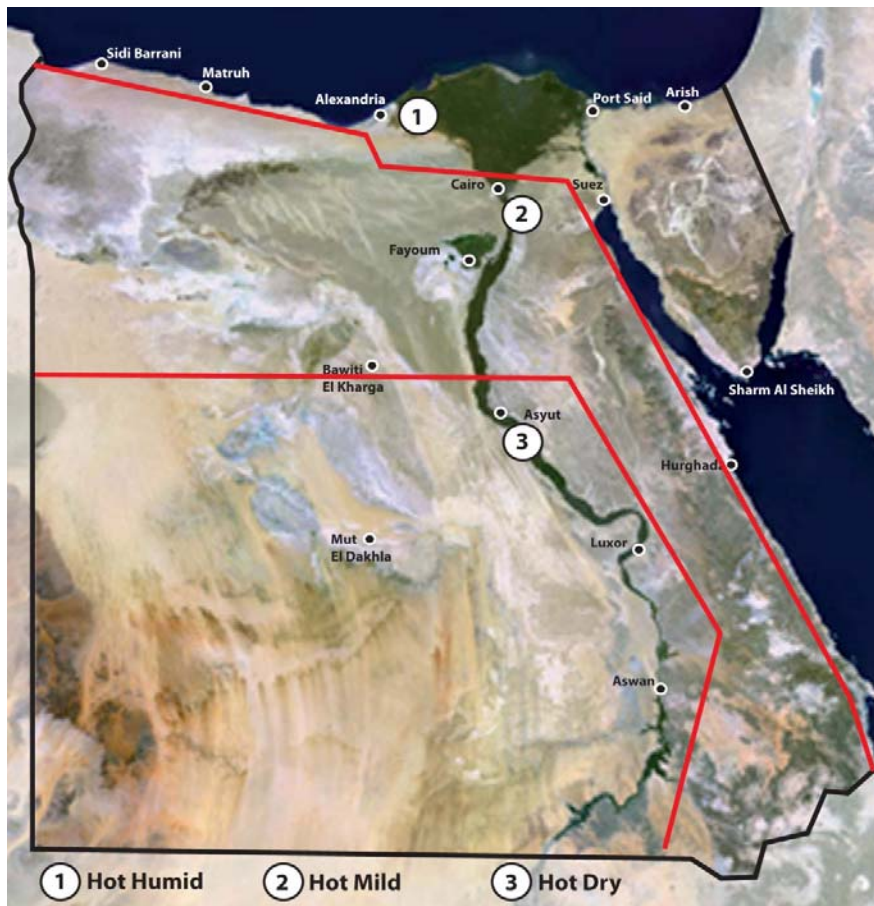 Sidi Barrani
Matruh
Alexandria
1
Port Said
Arish
Cairo
Suez
2
Fayoum
Bawiti
El Kharga
Sharm Al Sheikh
Asyut
3
Hurghada
Mut
El Dakhla
Luxor
Aswan
1 Hot Humid
2 Hot Mild
3 Hot Dry